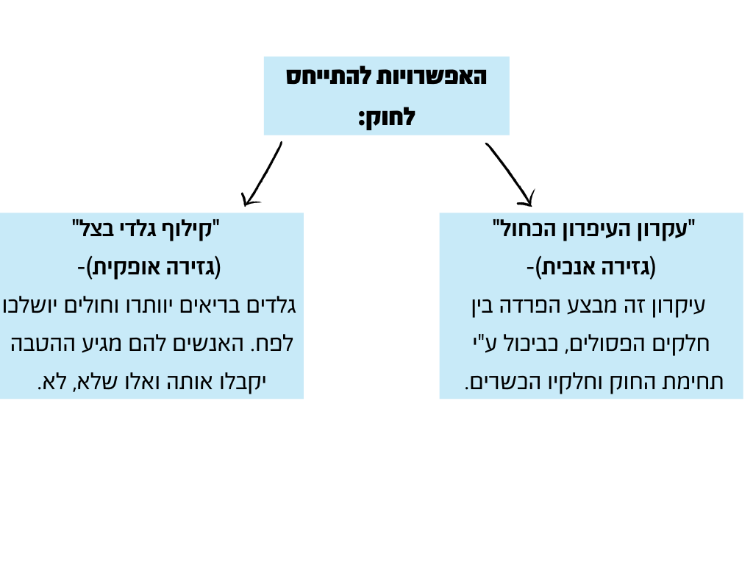 האפשרויות להתייחס
לחוק:
"עקרון העיפרון הכחול"
(גזירה אנכית)-
עיקרון זה מבצע הפרדה בין
חלקים הפסולים, כביכול ע"י
תחימת החוק וחלקיו הכשרים.
"קילוף גלדי בצל"
(גזירה אופקית)-
גלדים בריאים יוותרו וחולים יושלכו
לפח. האנשים להם מגיע ההטבה
יקבלו אותה ואלו שלא, לא.